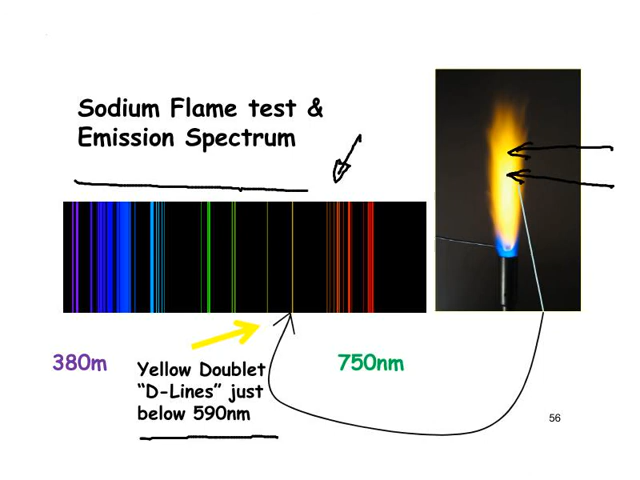 Sodium Flame test &
Emission Spectrum
380m
Yellow Doublet
“D-Lines” just
below 590nm
750nm
56